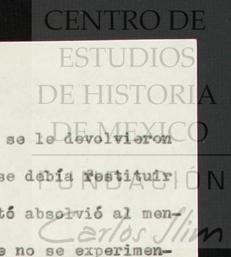 CENTRO DE
ESTUDIOS
DE HISTORIA
DE MEXICO
FUNDACIÓN
Carlos Slim
se le devolvieron
se debía restituir
tó absolvió al men-
e no se experimen-